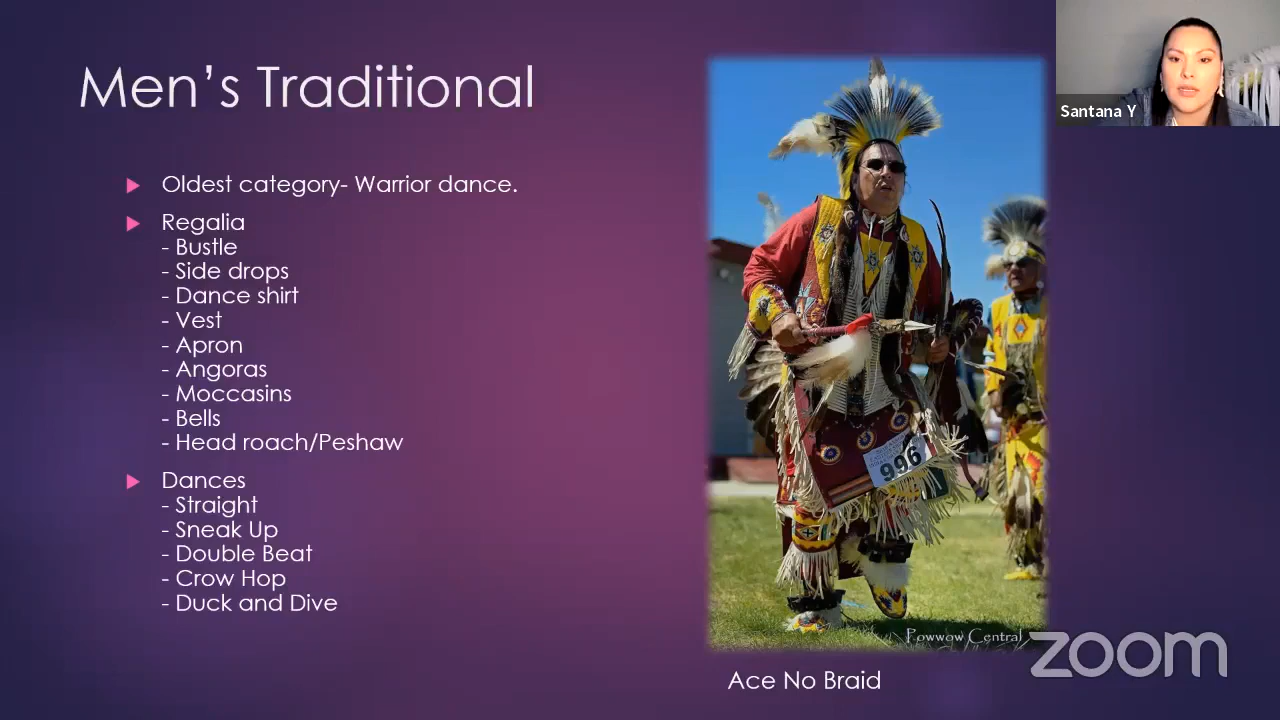 Men's Traditional
Oldest category- Warrior dance.
Regalia
- Bustle
- Side drops
- Dance shirt
- Vest
- Apron
- Angoras
- Moccasins
- Bells
- Head roach/Peshaw
Dances
- Straight
- Sneak Up
- Double Beat
- Crow Hop
- Duck and Dive
Santana Y
996
Powwow Central
Ace No Braid
zoom